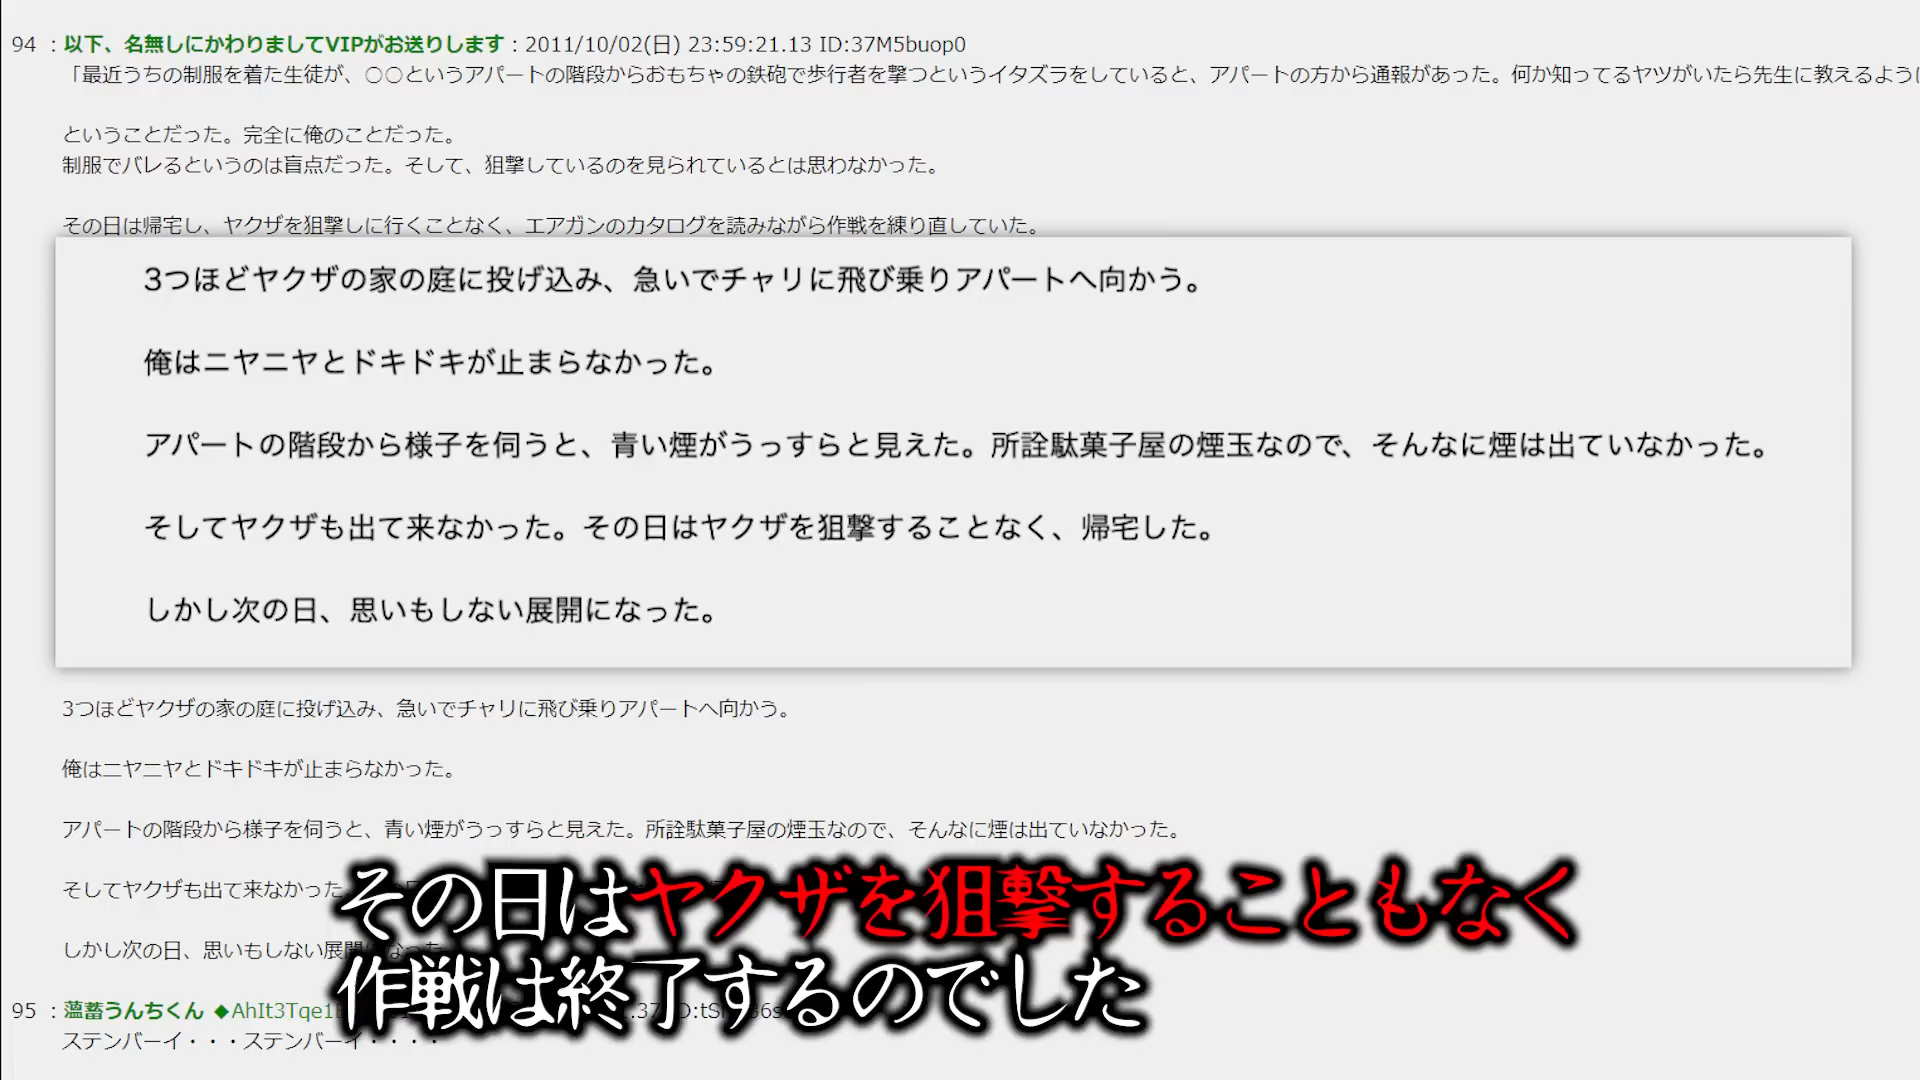 94 ：以下、名無しにかわりましてVIPがお送りします：2011/10/02(日) 23:59:21.13 ID:37M5buop0
「最近うちの制服を着た生徒が、○○というアパートの階段からおもちゃの鉄砲で歩行者を撃つというイタズラをしていると、アパートの方から通報があった。何か知ってるヤツがいたら先生に教えるよう
ということだった。完全に俺のことだった。
制服でバレるというのは盲点だった。そして、狙撃しているのを見られているとは思わなかった。
その日は帰宅し、ヤクザを狙撃しに行くことなく、エアガンのカタログを読みながら作戦を練り直していた。
3つほどヤクザの家の庭に投げ込み、急いでチャリに飛び乗りアパートへ向かう。
俺はニヤニヤとドキドキが止まらなかった。
アパートの階段から様子を伺うと、青い煙がうっすらと見えた。所詮駄菓子屋の煙玉なので、そんなに煙は出ていなかった。
そしてヤクザも出て来なかった。その日はヤクザを狙撃することなく、帰宅した。
しかし次の日、思いもしない展開になった。
3つほどヤクザの家の庭に投げ込み、急いでチャリに飛び乗りアパートへ向かう。
俺はニヤニヤとドキドキが止まらなかった。
アパートの階段から様子を伺うと、青い煙がうっすらと見えた。所詮駄菓子屋の煙玉なので、そんなに煙は出ていなかった。
そしてヤクザも出て来なかった
その日はヤクザを狙撃することもなく
しかし次の日、思いもしない展開になった
作戦は終了するのでした
95 ：薀蓄うんちくん ◆AhIt3Tqe1
ステンバーイ・・・ステンバーイ・・・・